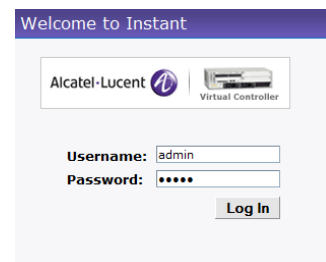 Welcome to Instant
Alcatel·Lucent
Virtual Controller
Username: admin
Password: •••••
Log In